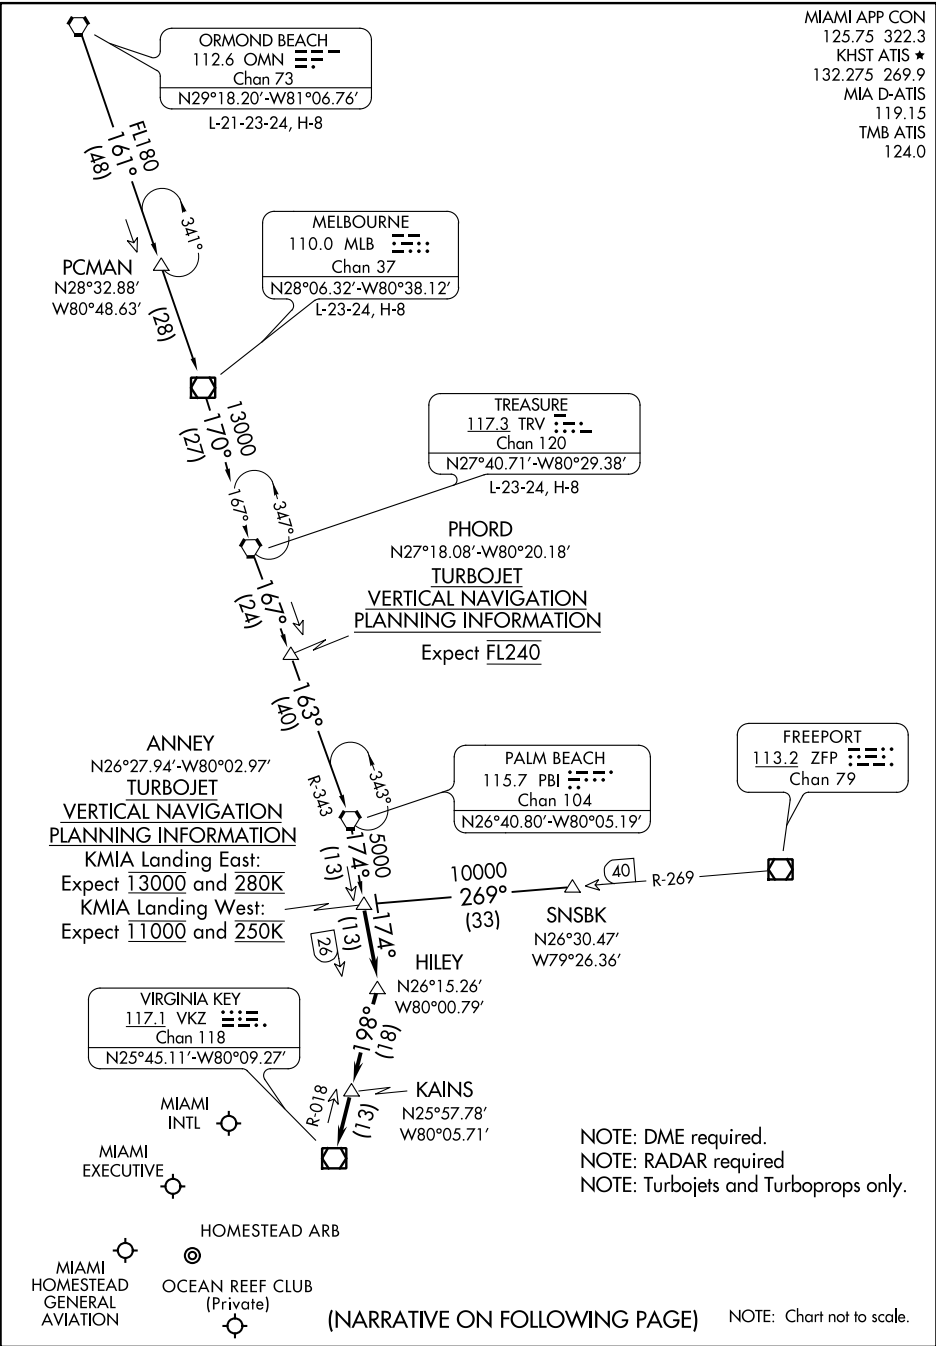 MIAMI APP CON
125.75 322.3
KHST ATIS ★
132.275 269.9
MIA D-ATIS
119.15
TMB ATIS
124.0
ORMOND BEACH
112.6 OMN
Chan 73
N29°18.20′-W81°06.76′
L-21-23-24, H-8
FL180
161°
(48)
341°
PCMAN
N28°32.88′
W80°48.63′
(28)
MELBOURNE
110.0 MLB
Chan 37
N28°06.32′-W80°38.12′
L-23-24, H-8
13000
170°
(27)
167°
347°
TREASURE
117.3 TRV
Chan 120
N27°40.71′-W80°29.38′
L-23-24, H-8
167°
(24)
PHORD
N27°18.08′-W80°20.18′
TURBOJET
VERTICAL NAVIGATION
PLANNING INFORMATION
Expect FL240
163°
(40)
R-343
343°
PALM BEACH
115.7 PBI
Chan 104
N26°40.80′-W80°05.19′
FREEPORT
113.2 ZFP
Chan 79
ANNEY
N26°27.94′-W80°02.97′
TURBOJET
VERTICAL NAVIGATION
PLANNING INFORMATION
KMIA Landing East:
Expect 13000 and 280K
KMIA Landing West:
Expect 11000 and 250K
5000
174°
(13)
10000
269°
(33)
40
R-269
SNSBK
N26°30.47′
W79°26.36′
174°
(13)
26
HILEY
N26°15.26′
W80°00.79′
198°
(18)
VIRGINIA KEY
117.1 VKZ
Chan 118
N25°45.11′-W80°09.27′
KAINS
N25°57.78′
W80°05.71′
R-018
(13)
MIAMI
INTL
MIAMI
EXECUTIVE
HOMESTEAD ARB
MIAMI
HOMESTEAD
GENERAL
AVIATION
OCEAN REEF CLUB
(Private)
NOTE: DME required.
NOTE: RADAR required
NOTE: Turbojets and Turboprops only.
(NARRATIVE ON FOLLOWING PAGE)
NOTE: Chart not to scale.